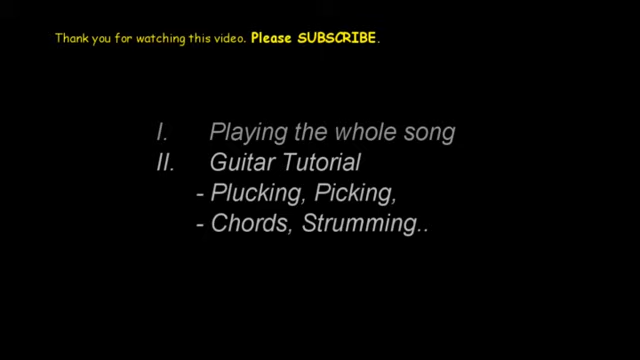 Thank you for watching this video. Please SUBSCRIBE.
I. Playing the whole song
II. Guitar Tutorial
- Plucking, Picking,
- Chords, Strumming..